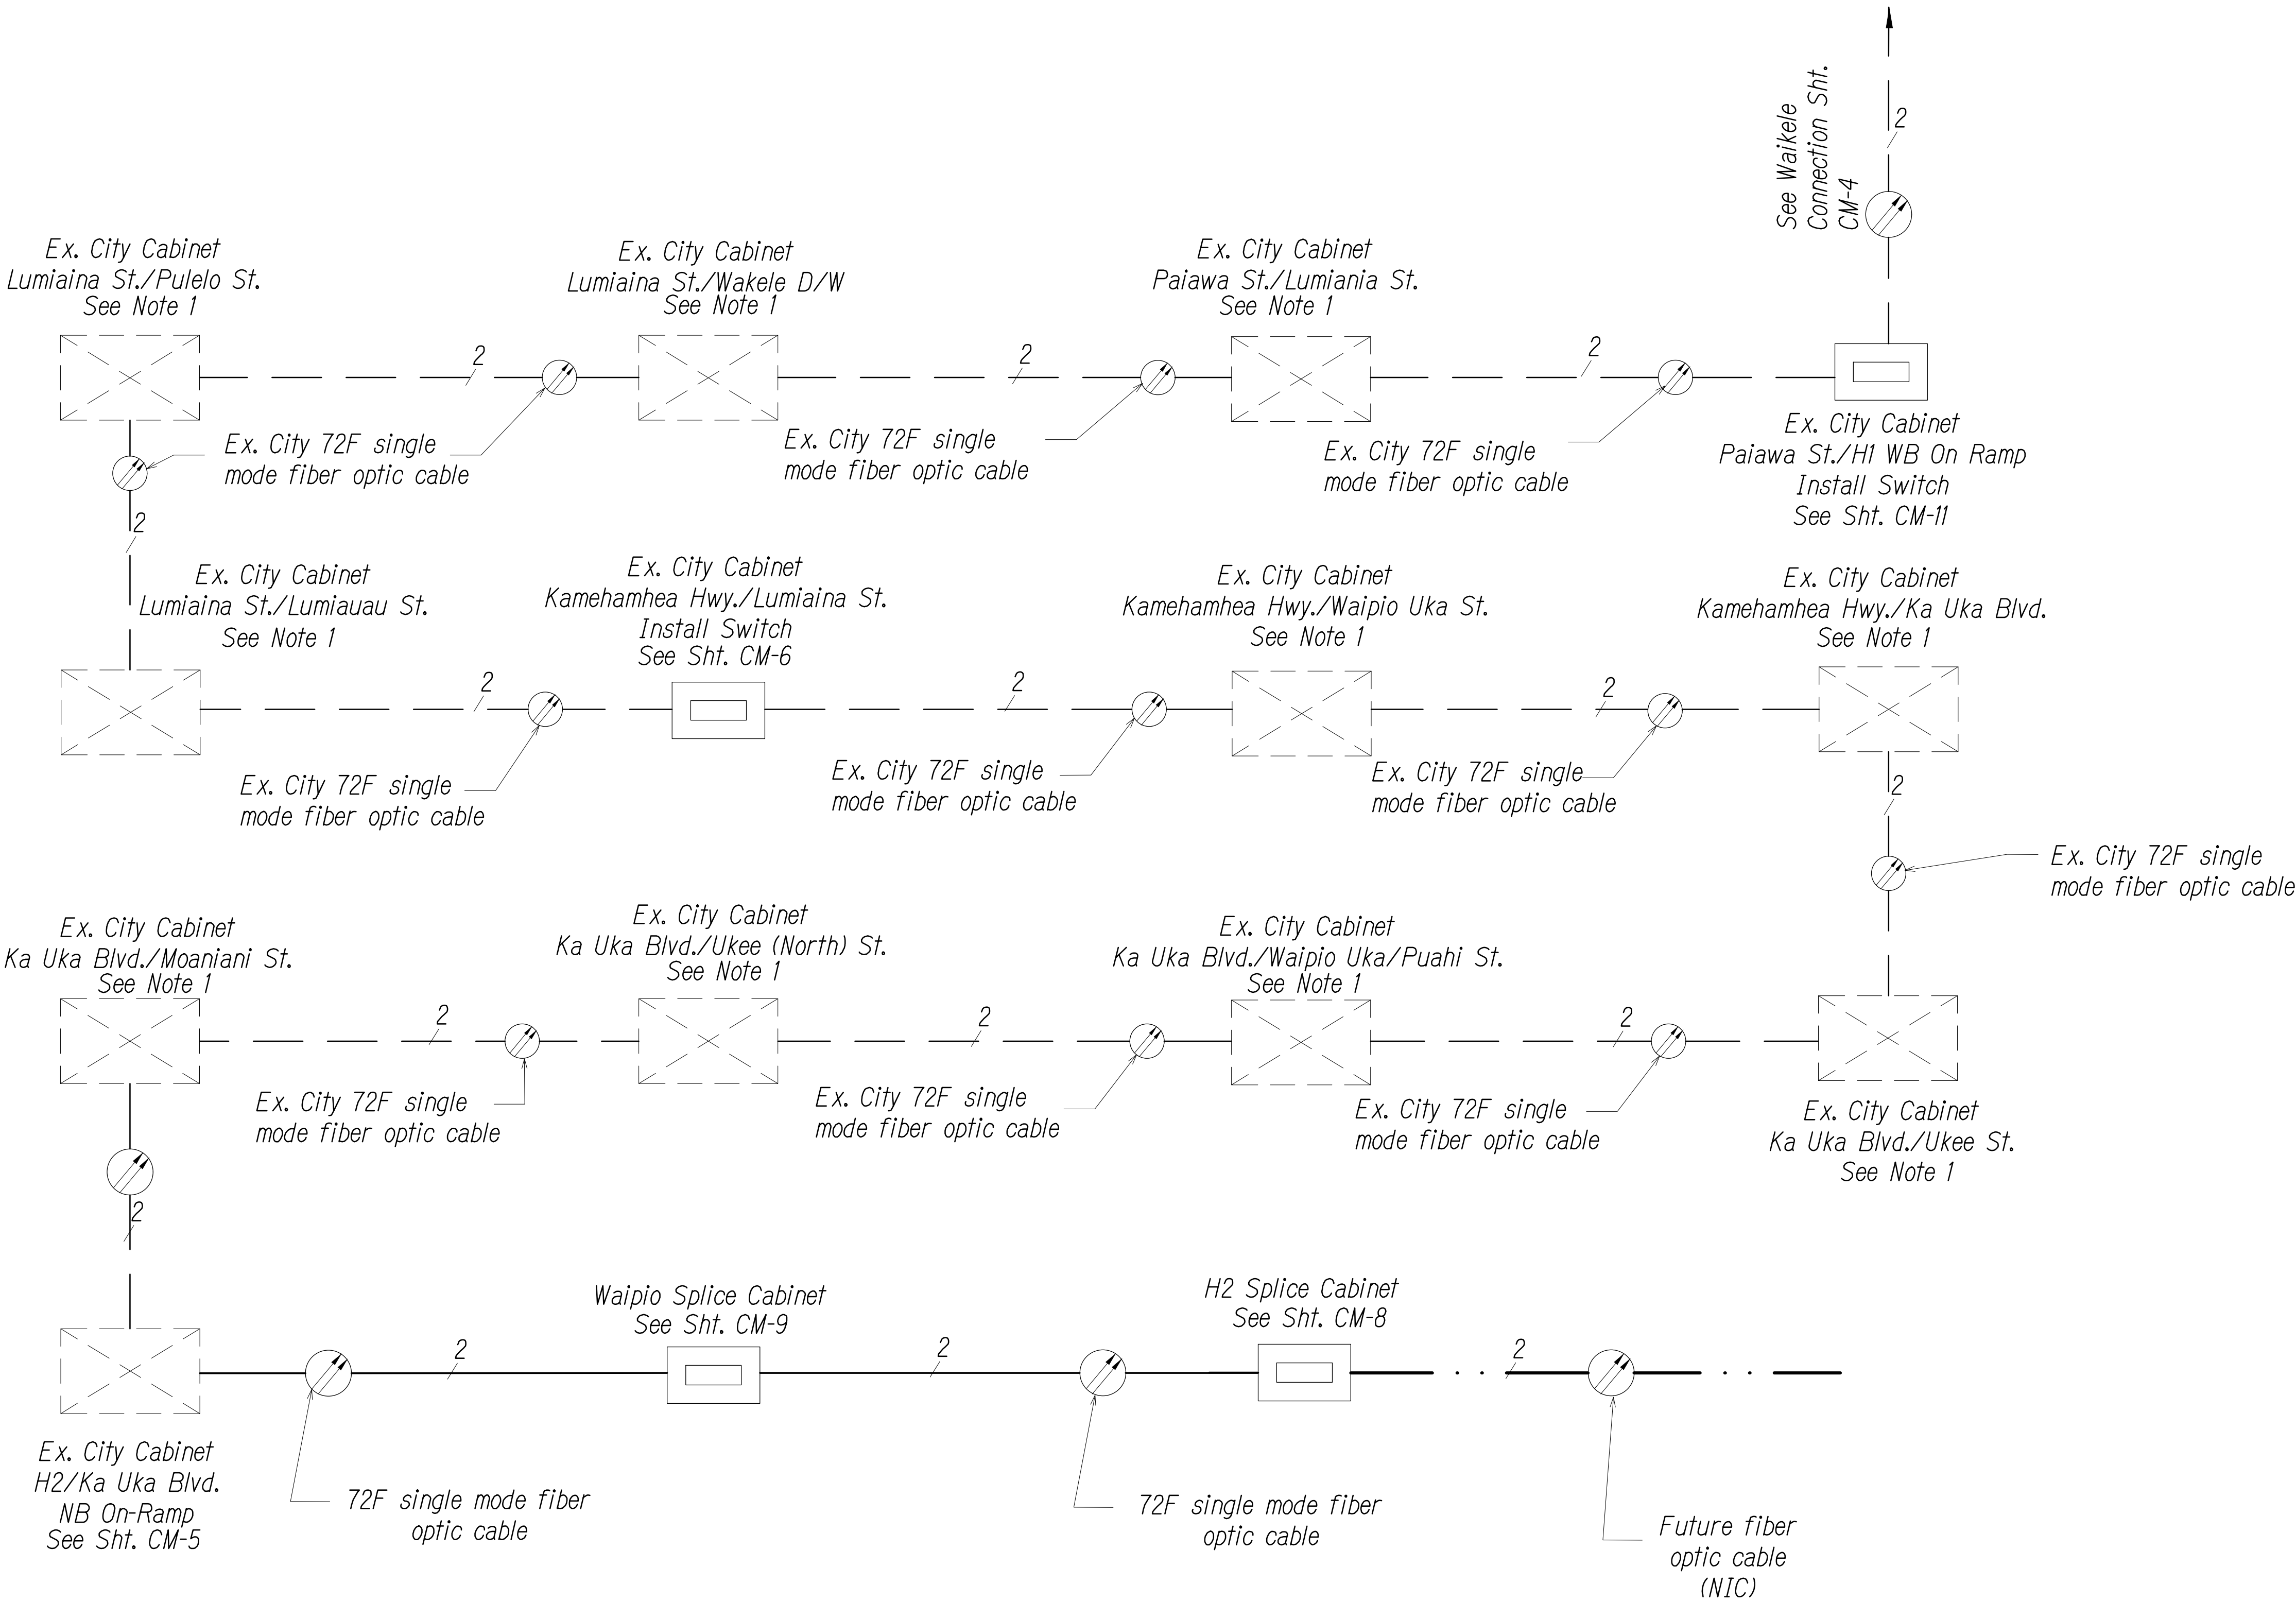 See Waikele
Connection Sht.
CM-4
2
Ex. City Cabinet
Lumiaina St./Pulelo St.
See Note 1
Ex. City Cabinet
Lumiaina St./Wakele D/W
See Note 1
Ex. City Cabinet
Paiawa St./Lumiania St.
See Note 1
2
2
2
Ex. City 72F single
mode fiber optic cable
Ex. City 72F single
mode fiber optic cable
Ex. City 72F single
mode fiber optic cable
Ex. City Cabinet
Paiawa St./H1 WB On Ramp
Install Switch
See Sht. CM-11
2
Ex. City Cabinet
Lumiaina St./Lumiauau St.
See Note 1
Ex. City Cabinet
Kamehamhea Hwy./Lumiaina St.
Install Switch
See Sht. CM-6
Ex. City Cabinet
Kamehamhea Hwy./Waipio Uka St.
See Note 1
Ex. City Cabinet
Kamehamhea Hwy./Ka Uka Blvd.
See Note 1
2
2
2
Ex. City 72F single
mode fiber optic cable
Ex. City 72F single
mode fiber optic cable
Ex. City 72F single
mode fiber optic cable
2
Ex. City 72F single
mode fiber optic cable
Ex. City Cabinet
Ka Uka Blvd./Moaniani St.
See Note 1
Ex. City Cabinet
Ka Uka Blvd./Ukee (North) St.
See Note 1
Ex. City Cabinet
Ka Uka Blvd./Waipio Uka/Puahi St.
See Note 1
2
2
2
Ex. City 72F single
mode fiber optic cable
Ex. City 72F single
mode fiber optic cable
Ex. City 72F single
mode fiber optic cable
Ex. City Cabinet
Ka Uka Blvd./Ukee St.
See Note 1
2
Waipio Splice Cabinet
See Sht. CM-9
H2 Splice Cabinet
See Sht. CM-8
2
2
2
Ex. City Cabinet
H2/Ka Uka Blvd.
NB On-Ramp
See Sht. CM-5
72F single mode fiber
optic cable
72F single mode fiber
optic cable
Future fiber
optic cable
(NIC)